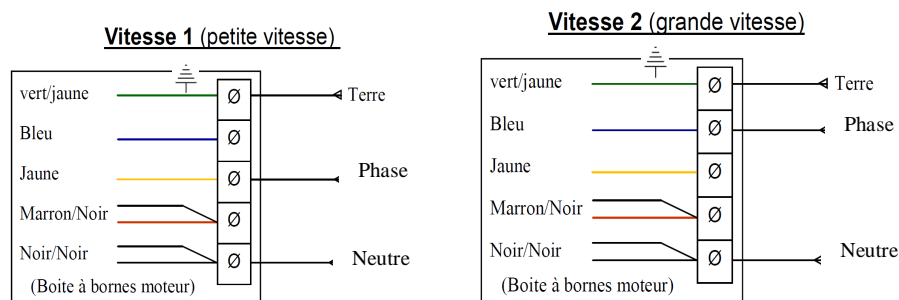 Vitesse 1 (petite vitesse)
vert/jaune
Ø
Terre
Bleu
Ø
Jaune
Ø
Phase
Marron/Noir
Ø
Noir/Noir
Ø
Neutre
(Boite à bornes moteur)
Vitesse 2 (grande vitesse)
vert/jaune
Ø
Terre
Bleu
Ø
Phase
Jaune
Ø
Marron/Noir
Ø
Noir/Noir
Ø
Neutre
(Boite à bornes moteur)